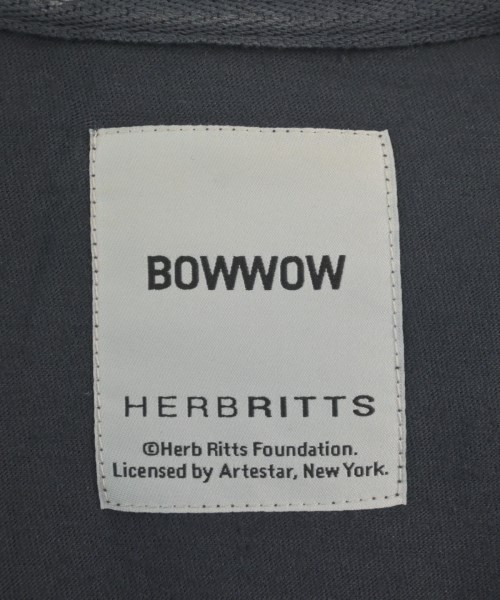 BOWWOW
HERBRITTS
©Herb Ritts Foundation.
Licensed by Artestar, New York.